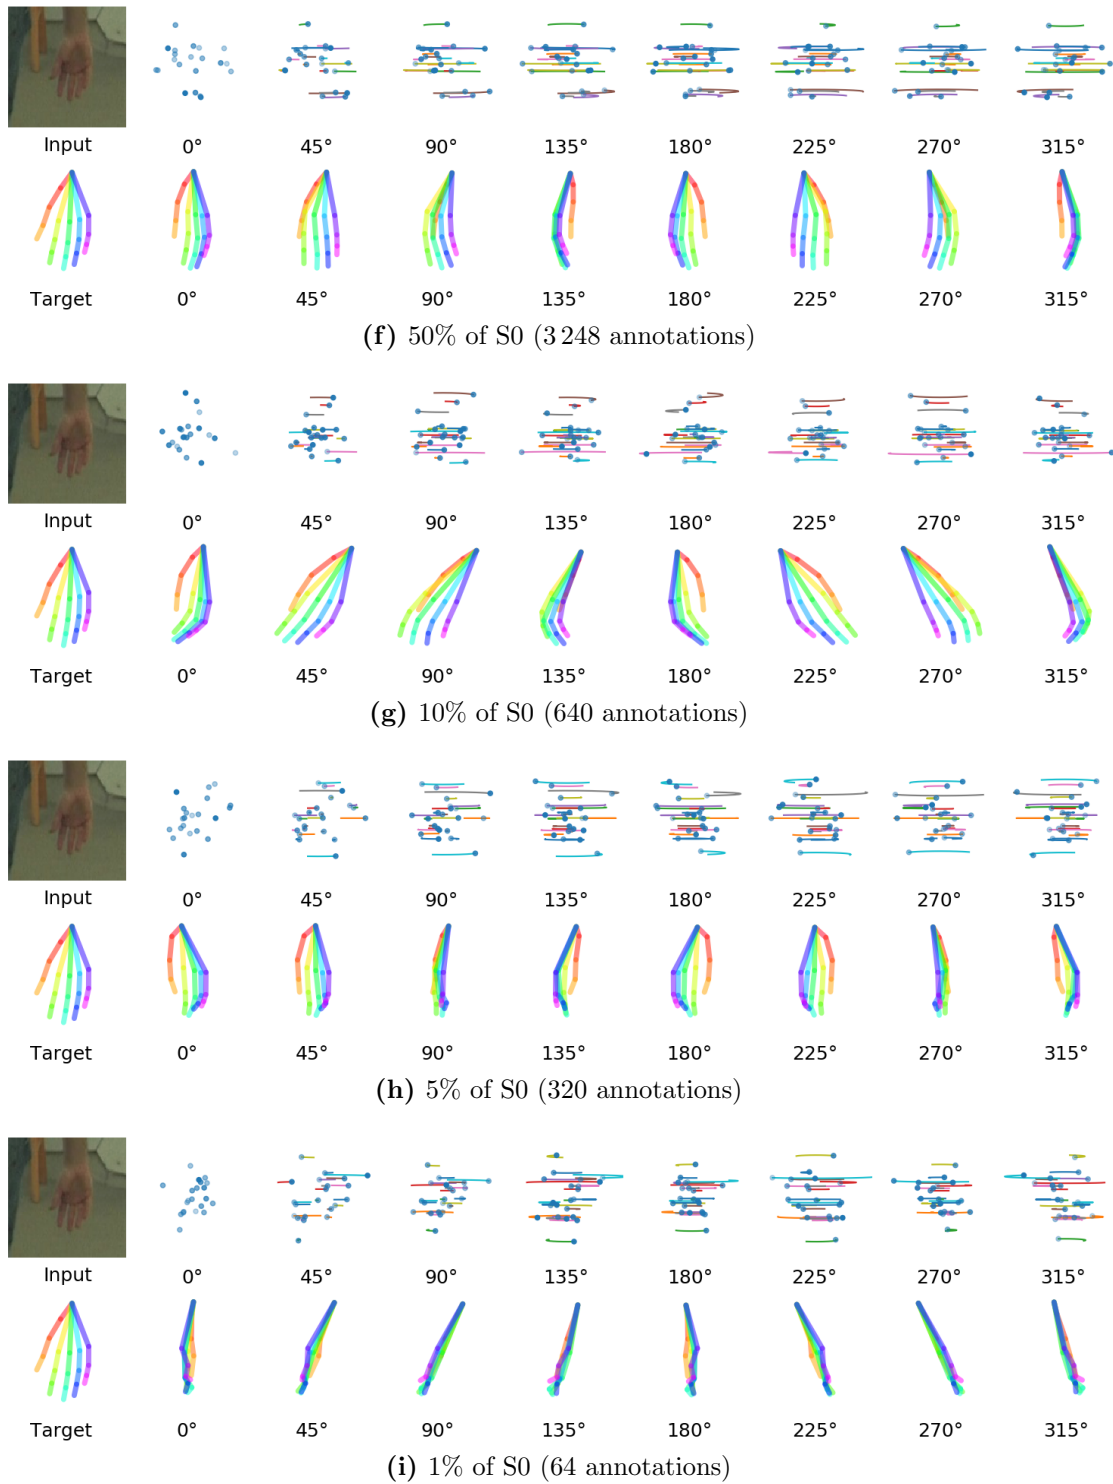 Input 0° 45° 90° 135° 180° 225° 270° 315°
Target 0° 45° 90° 135° 180° 225° 270° 315°
(f) 50% of S0 (3 248 annotations)
Input 0° 45° 90° 135° 180° 225° 270° 315°
Target 0° 45° 90° 135° 180° 225° 270° 315°
(g) 10% of S0 (640 annotations)
Input 0° 45° 90° 135° 180° 225° 270° 315°
Target 0° 45° 90° 135° 180° 225° 270° 315°
(h) 5% of S0 (320 annotations)
Input 0° 45° 90° 135° 180° 225° 270° 315°
Target 0° 45° 90° 135° 180° 225° 270° 315°
(i) 1% of S0 (64 annotations)